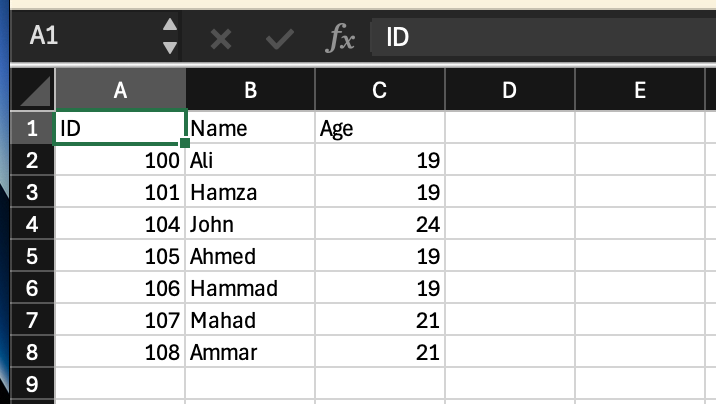 A1 fx ID
A B C D E
1 ID Name Age
2 100 Ali 19
3 101 Hamza 19
4 104 John 24
5 105 Ahmed 19
6 106 Hammad 19
7 107 Mahad 21
8 108 Ammar 21
9